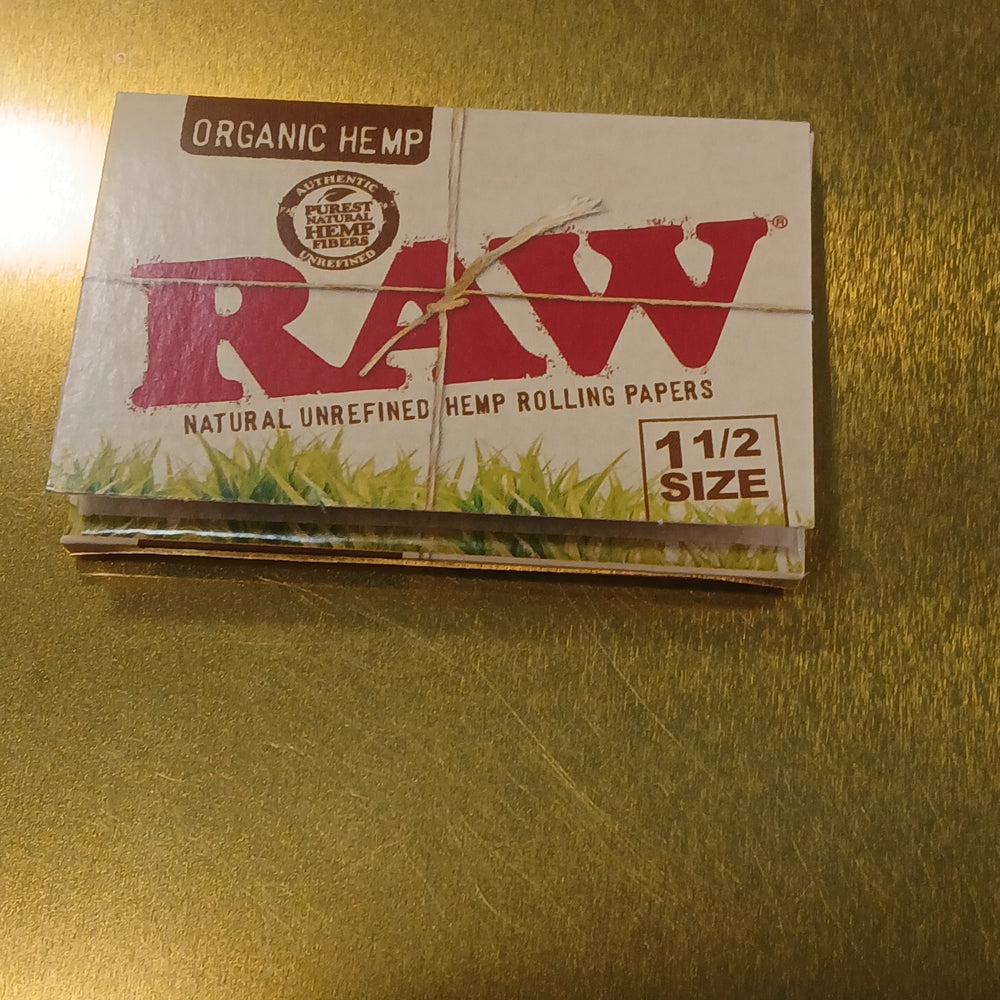 ORGANIC HEMP
AUTHENTIC
PUREST
NATURAL
HEMP
FIBERS
UNREFINED
RAW®
NATURAL UNREFINED HEMP ROLLING PAPERS
1 1/2
SIZE